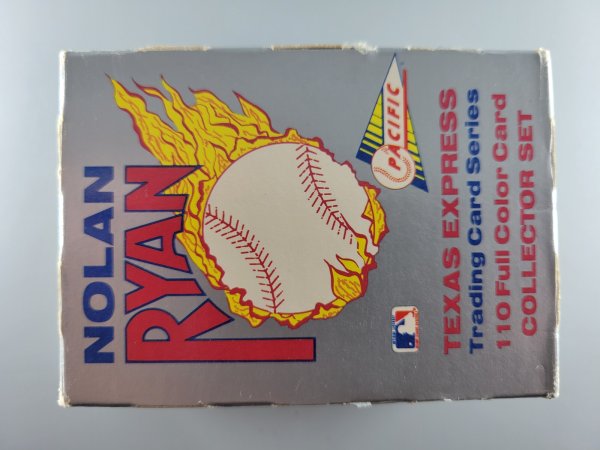 NOLAN
RYAN
PACIFIC
TEXAS EXPRESS
Trading Card Series
110 Full Color Card
COLLECTOR SET